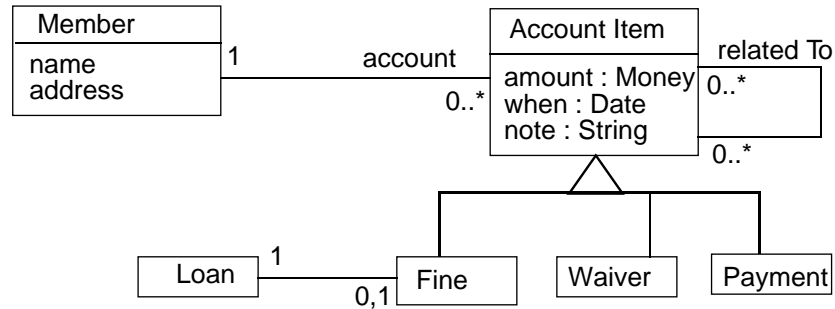 Member
name
address
1
account
0..*
Account Item
amount : Money
when : Date
note : String
related To
0..*
0..*
Loan
1
0,1
Fine
Waiver
Payment